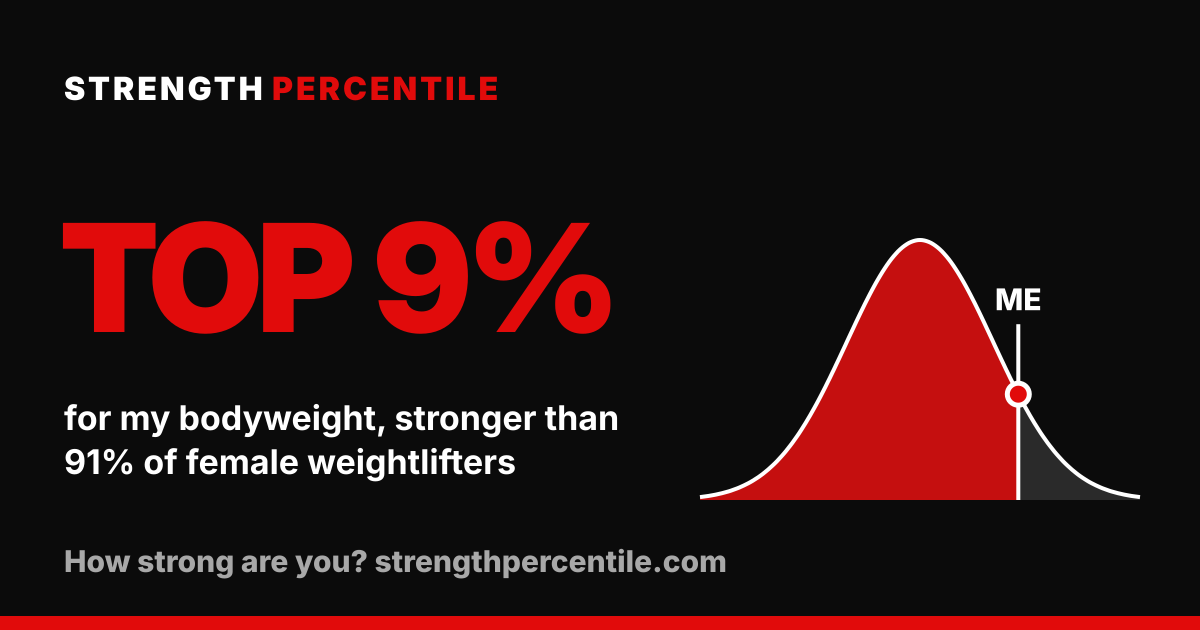 STRENGTH PERCENTILE
TOP 9%
ME
for my bodyweight, stronger than
91% of female weightlifters
How strong are you? strengthpercentile.com